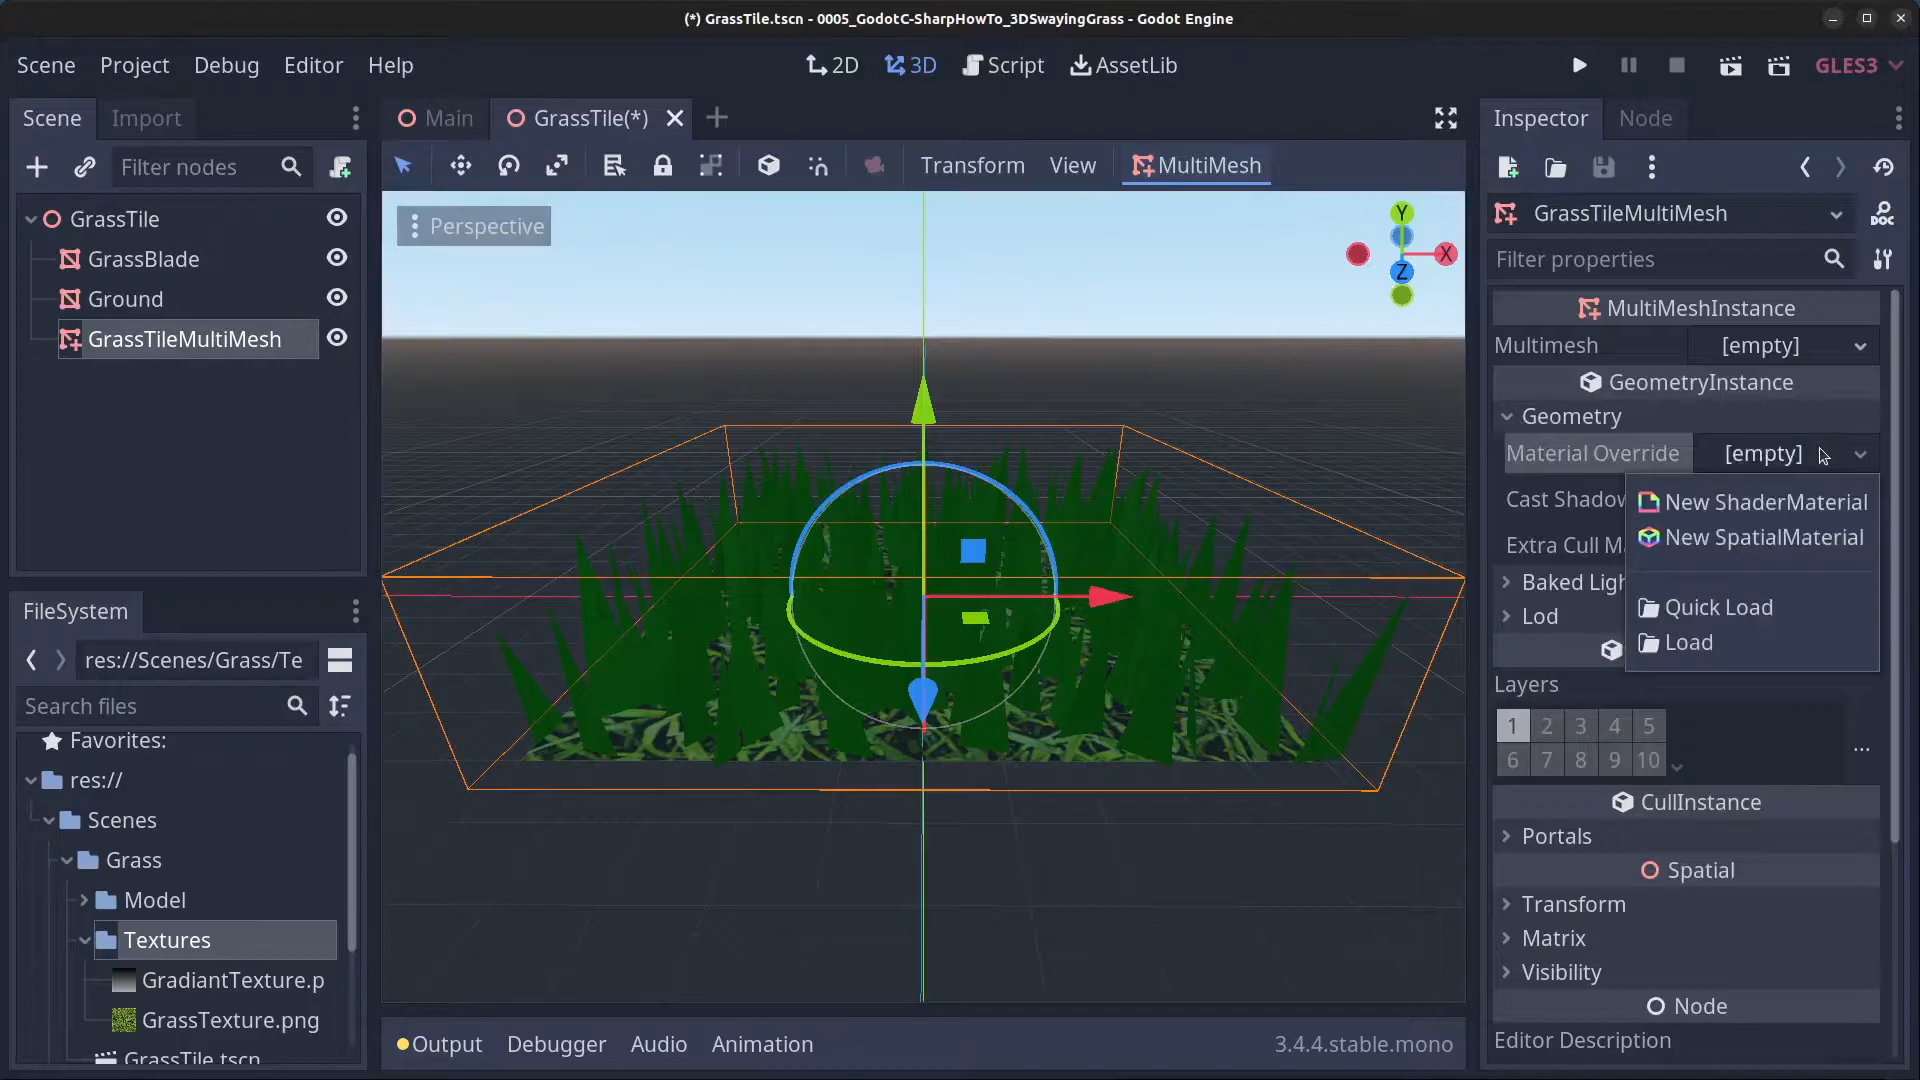 (*) GrassTile.tscn - 0005_GodotC-SharpHowTo_3DSwayingGrass - Godot Engine
Scene Project Debug Editor Help
2D 3D Script AssetLib
GLES3
Scene Import
Filter nodes
GrassTile
GrassBlade
Ground
GrassTileMultiMesh
FileSystem
res://Scenes/Grass/Te
Search files
Favorites:
res://
Scenes
Grass
Model
Textures
GradiantTexture.p
GrassTexture.png
GrassTile.tscn
Main GrassTile(*)
Transform View MultiMesh
Perspective
Y
X
Z
Output Debugger Audio Animation 3.4.4.stable.mono
Inspector Node
GrassTileMultiMesh
DOC
Filter properties
MultiMeshInstance
Multimesh [empty]
GeometryInstance
Geometry
Material Override [empty]
Cast Shadow
Extra Cull M
Baked Ligh
Lod
New ShaderMaterial
New SpatialMaterial
Quick Load
Load
Layers
1 2 3 4 5
6 7 8 9 10
...
CullInstance
Portals
Spatial
Transform
Matrix
Visibility
Node
Editor Description